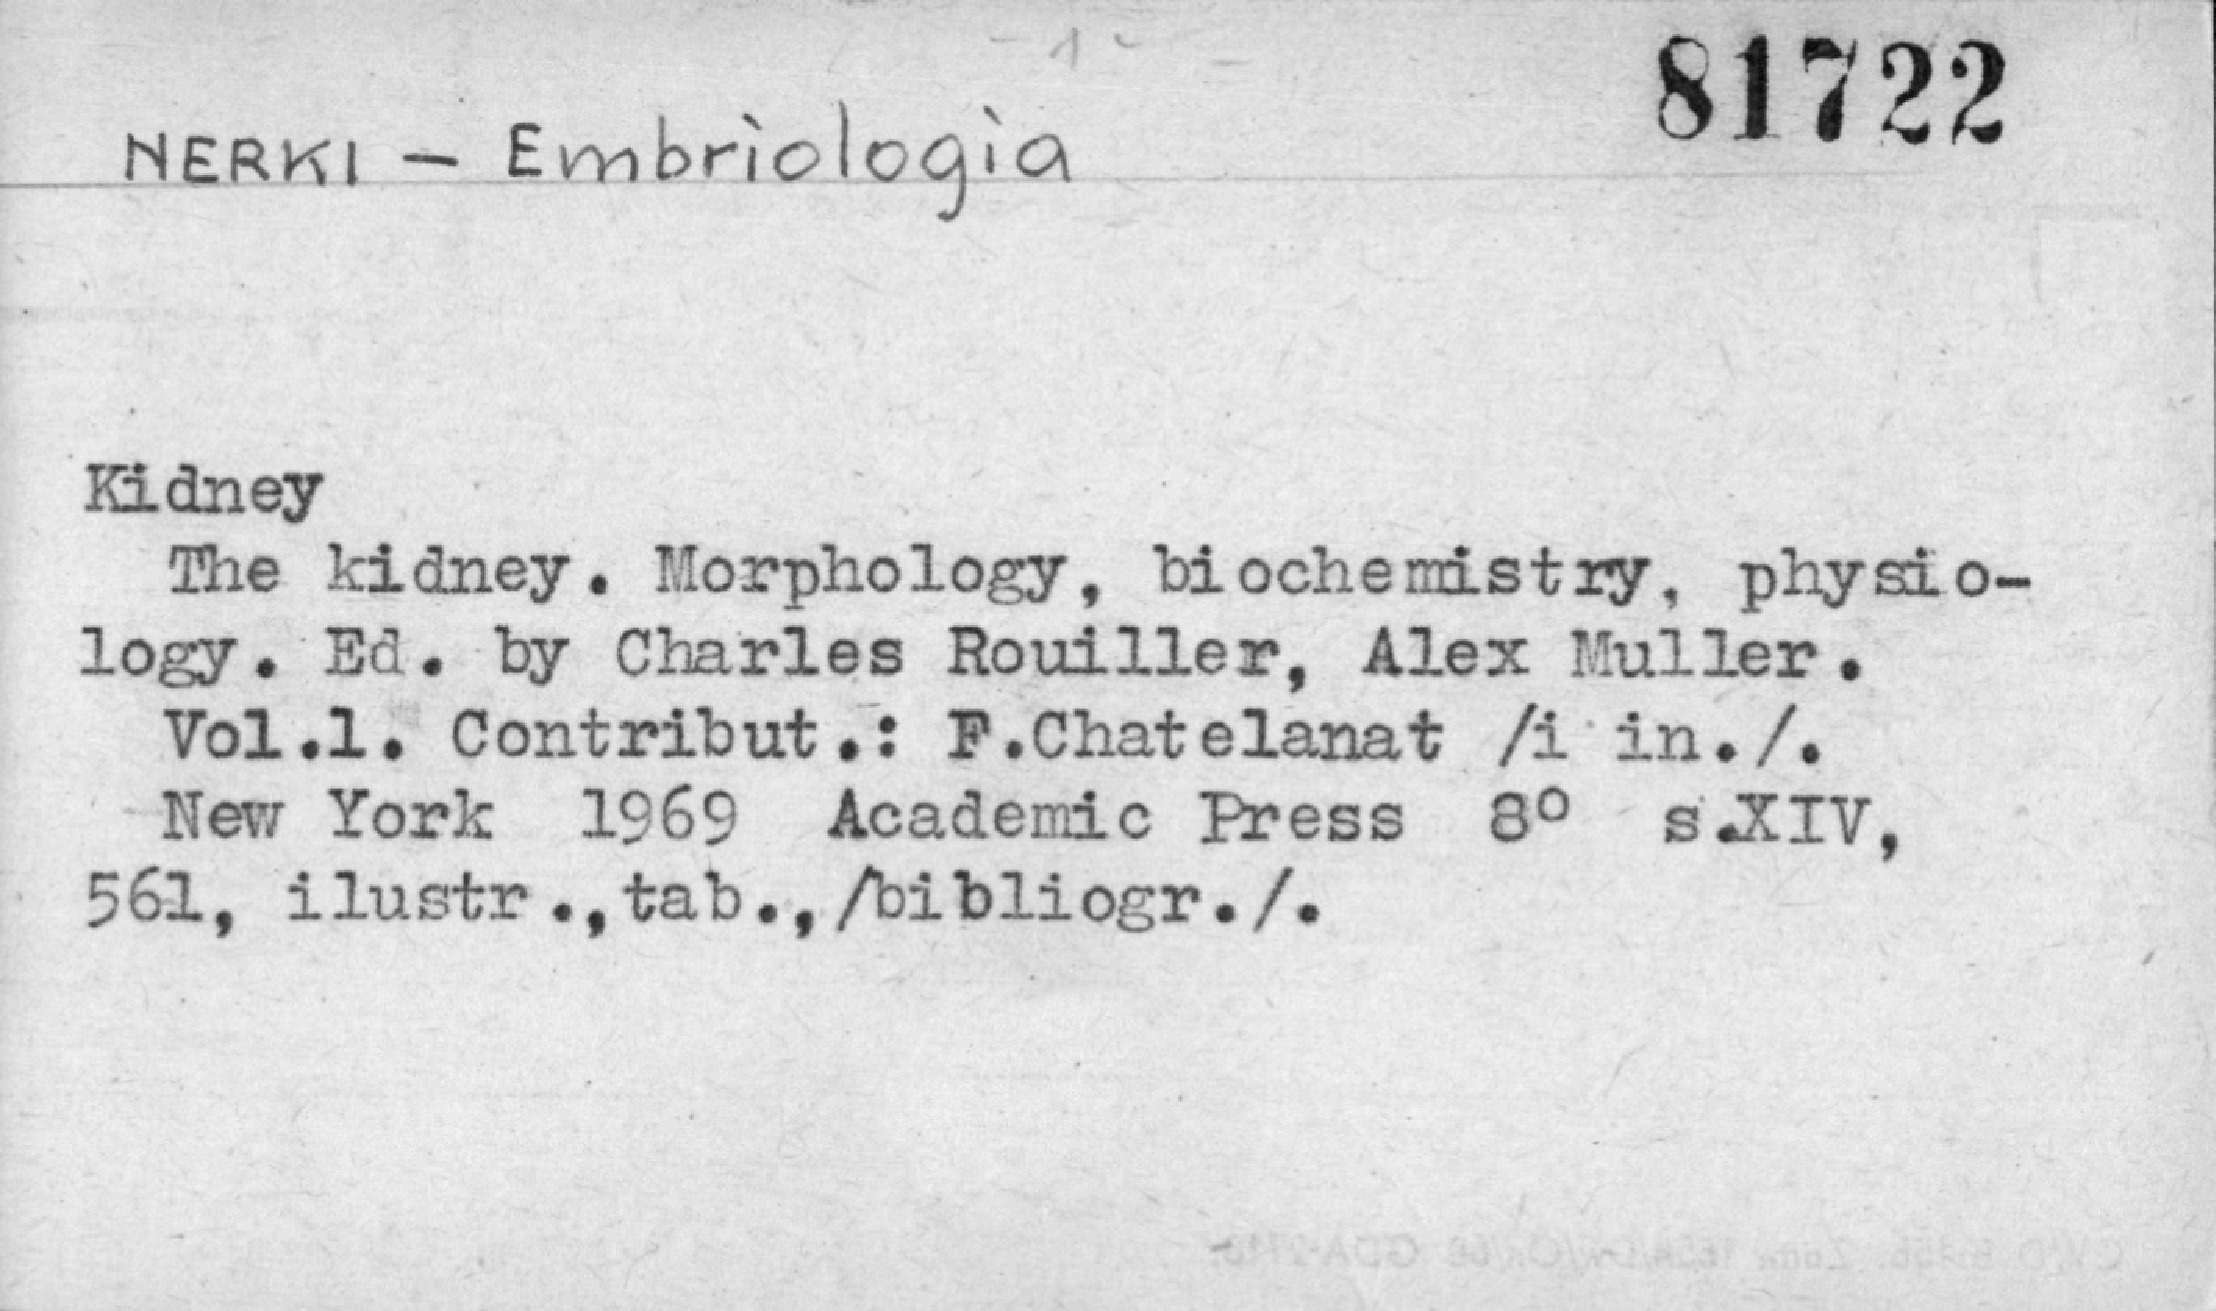 - 1 -
81722
NERKI - Embriologia
Kidney
The kidney. Morphology, biochemistry, physio-
logy. Ed. by Charles Rouiller, Alex Muller.
Vol.1. Contribut.: F.Chatelanat /i in./.
New York 1969 Academic Press 8° s.XIV,
561, ilustr.,tab.,/bibliogr./.